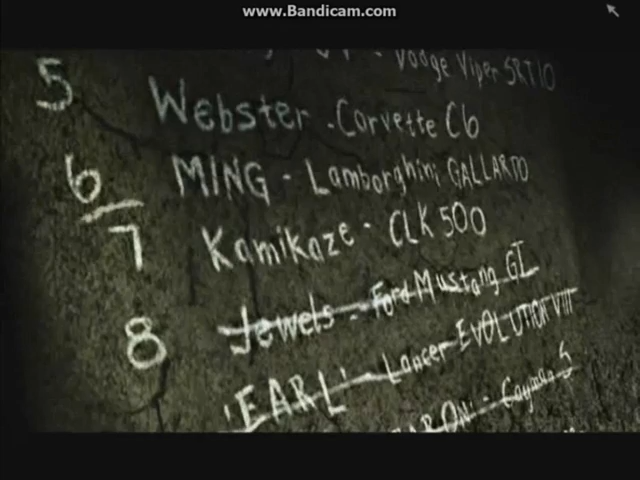 www.Bandicam.com
- Dodge Viper SRT10
5 Webster - Corvette C6
6 MING - Lamborghini GALLARDO
7 Kamikaze - CLK 500
8 Jewels - Ford Mustang GT
'EARL' - Lancer EVOLUTION VIII
- Cayman S